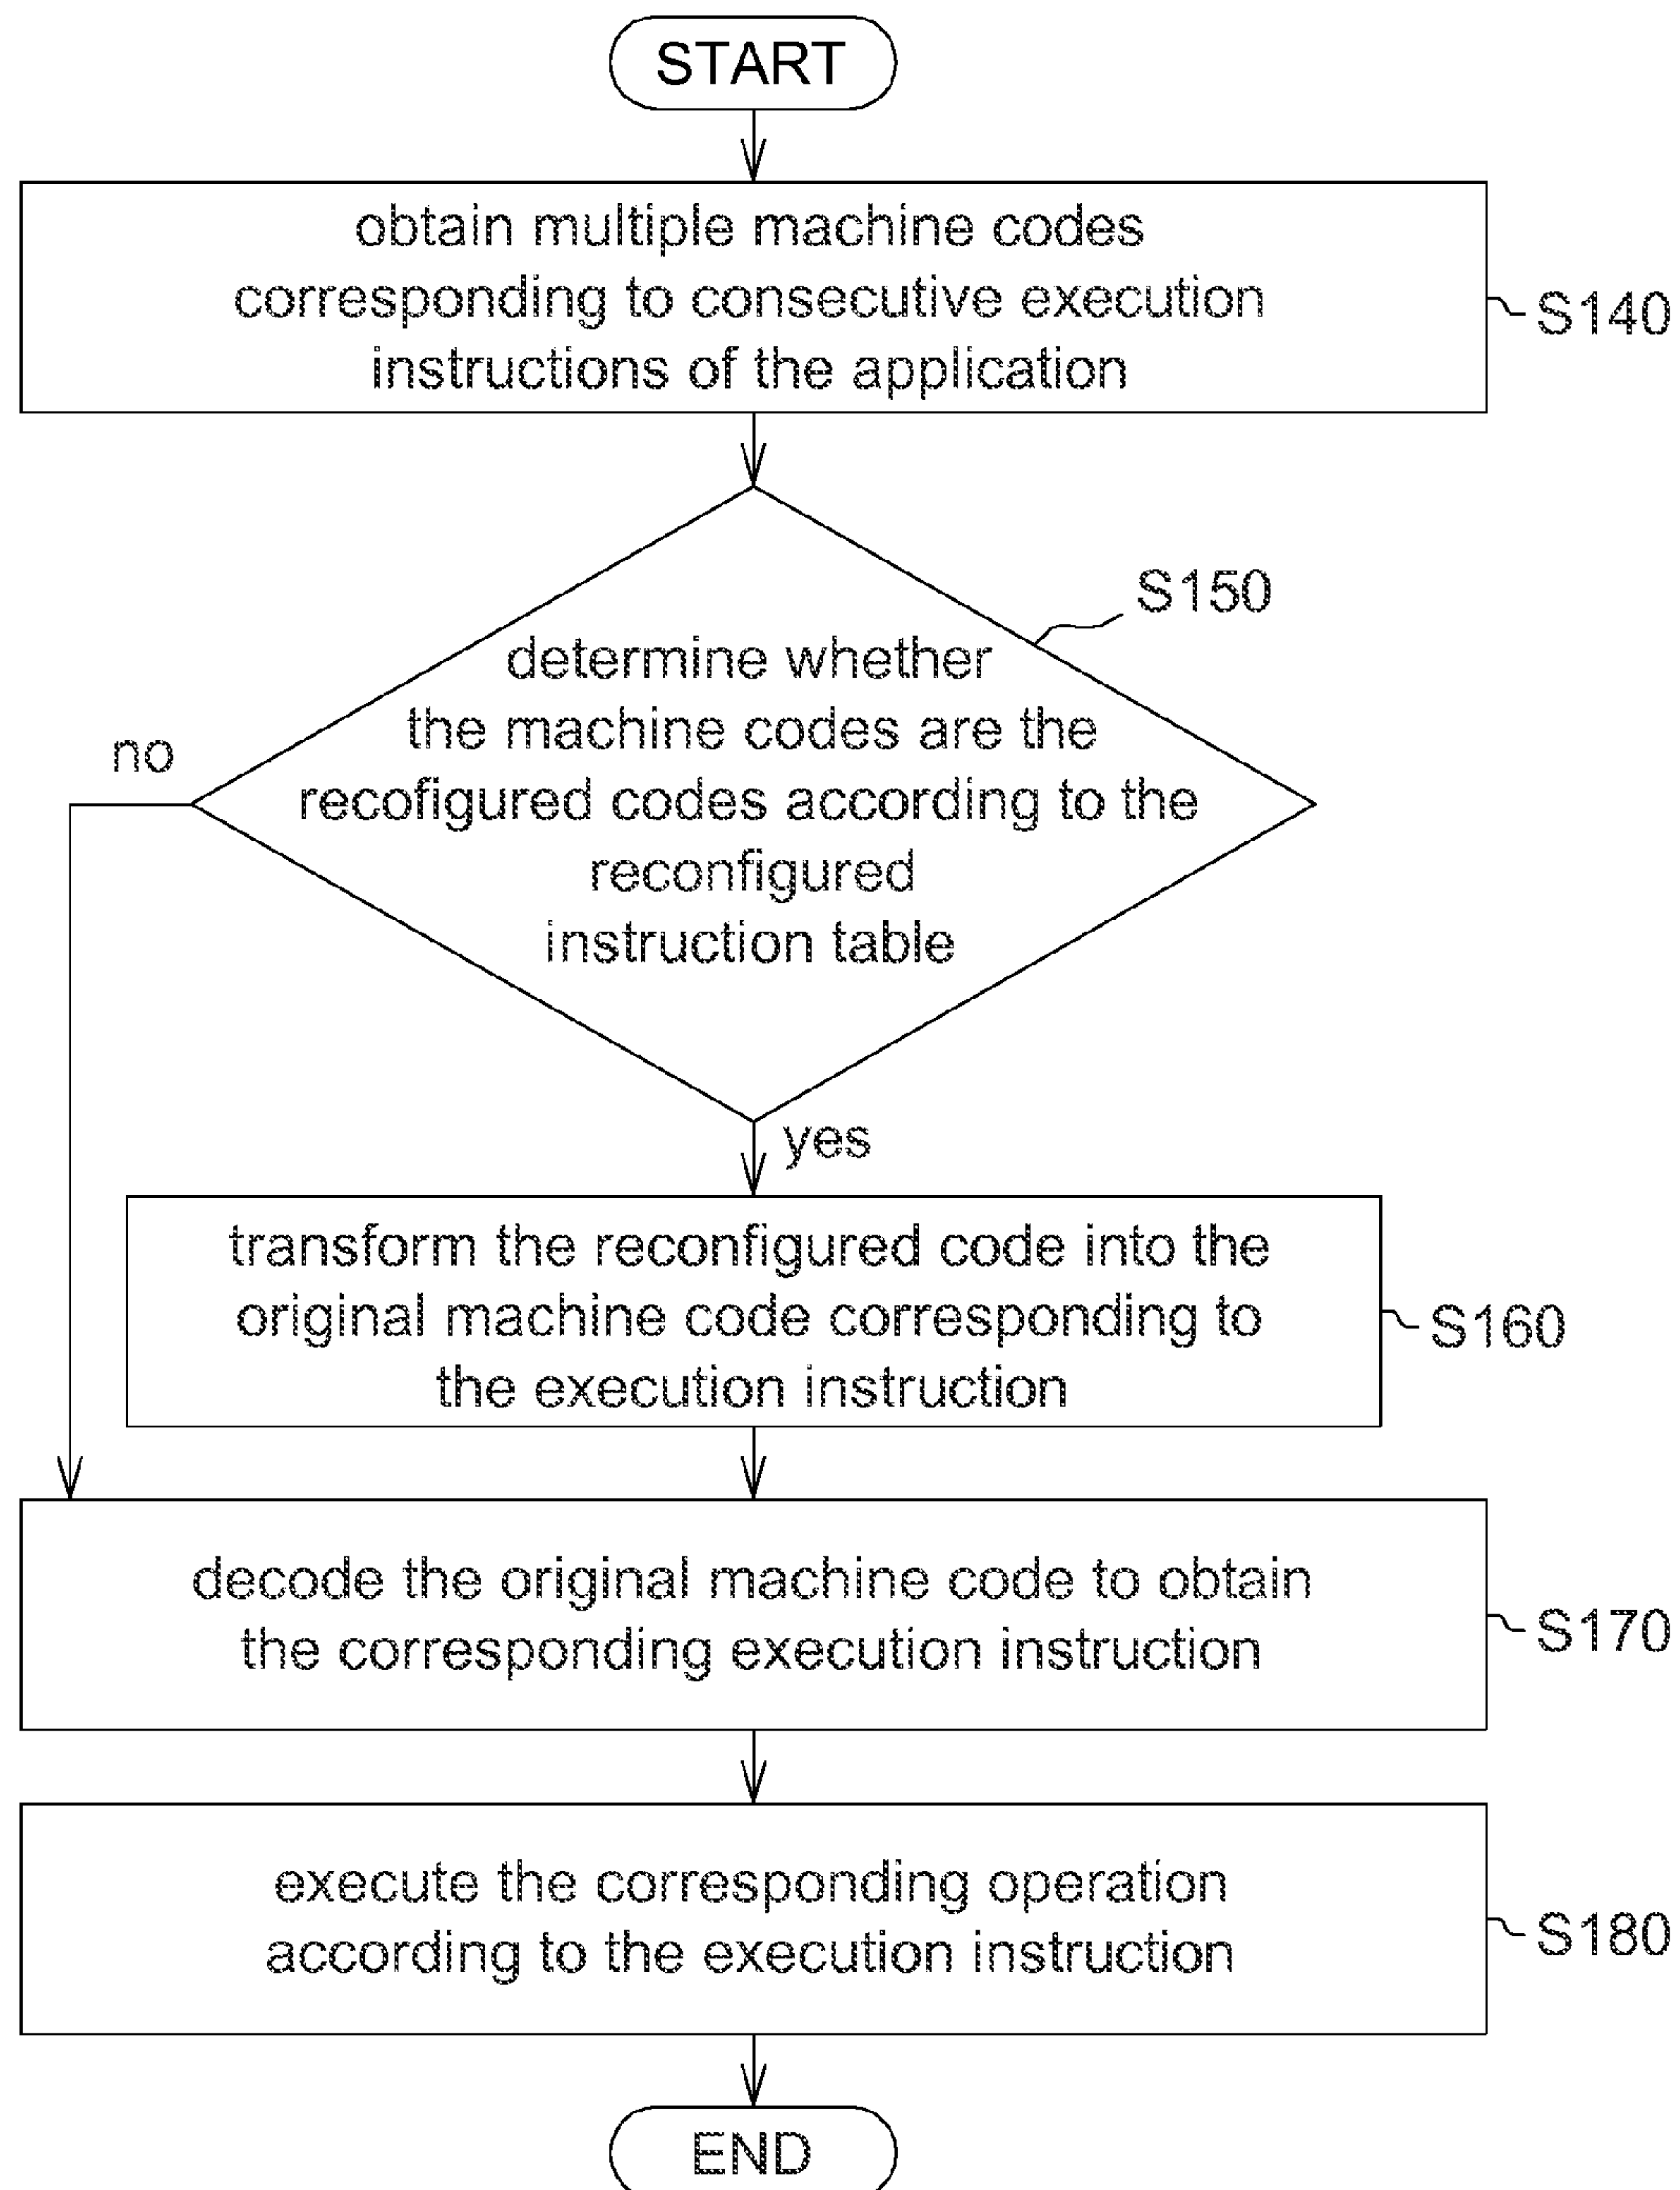 START
obtain multiple machine codes
corresponding to consecutive execution
instructions of the application
S140
S150
determine whether
the machine codes are the
recofigured codes according to the
reconfigured
instruction table
no
yes
transform the reconfigured code into the
original machine code corresponding to
the execution instruction
S160
decode the original machine code to obtain
the corresponding execution instruction
S170
execute the corresponding operation
according to the execution instruction
S180
END